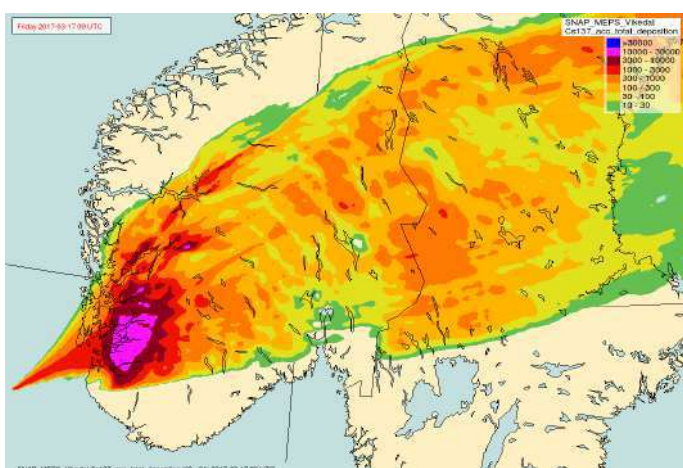 Friday 2017-03-17 09 UTC
SNAP_MEPS_Vikedal
Cs137_acc_total_deposition
>30000
10000 - 30000
3000 - 10000
1000 - 3000
300 - 1000
100 - 300
30 - 100
10 - 30